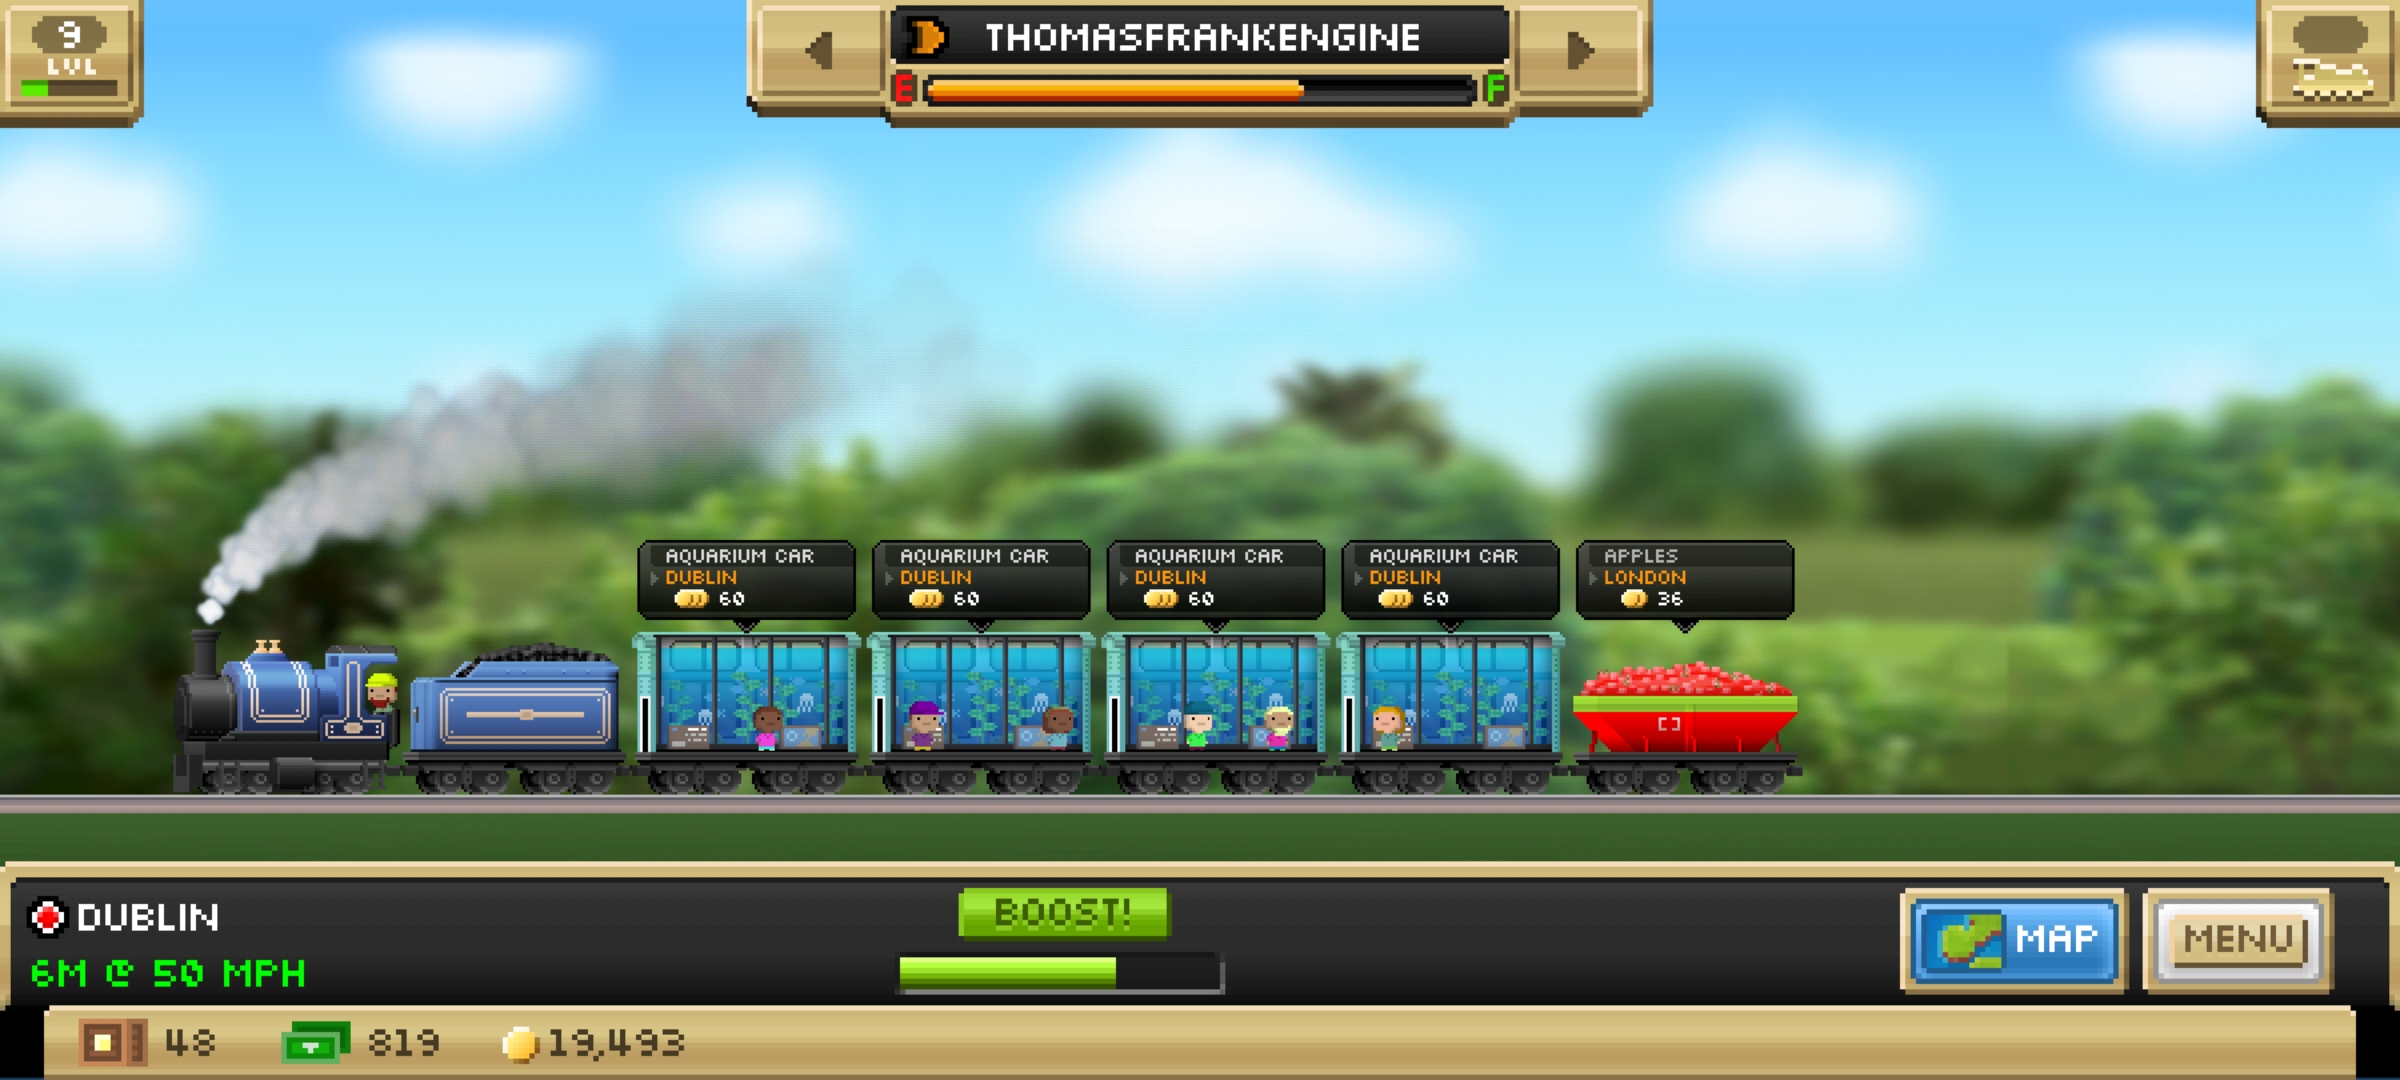 9
LVL
THOMASFRANKENGINE
E F
AQUARIUM CAR
DUBLIN
60
AQUARIUM CAR
DUBLIN
60
AQUARIUM CAR
DUBLIN
60
AQUARIUM CAR
DUBLIN
60
APPLES
LONDON
36
DUBLIN
6M @ 50 MPH
BOOST!
MAP
MENU
48
819
19,493